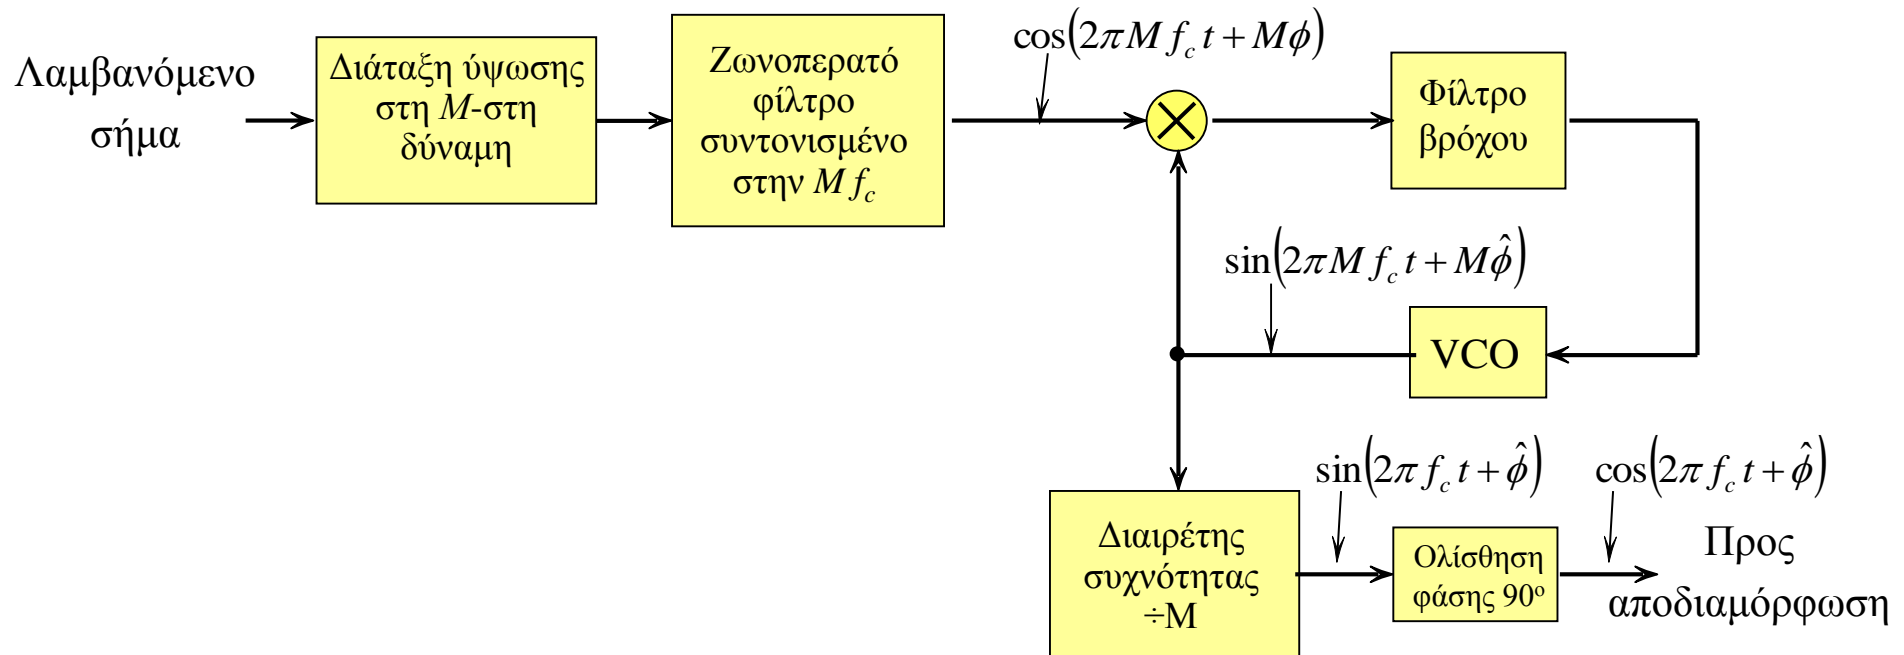 Λαμβανόμενο
σήμα
Διάταξη ύψωσης
στη M-στη
δύναμη
Ζωνοπερατό
φίλτρο
συντονισμένο
στην M f_c
cos(2πM f_c t + Mϕ)
Φίλτρο
βρόχου
sin(2πM f_c t + Mϕ̂)
VCO
Διαιρέτης
συχνότητας
÷M
sin(2π f_c t + ϕ̂)
Ολίσθηση
φάσης 90º
cos(2π f_c t + ϕ̂)
Προς
αποδιαμόρφωση